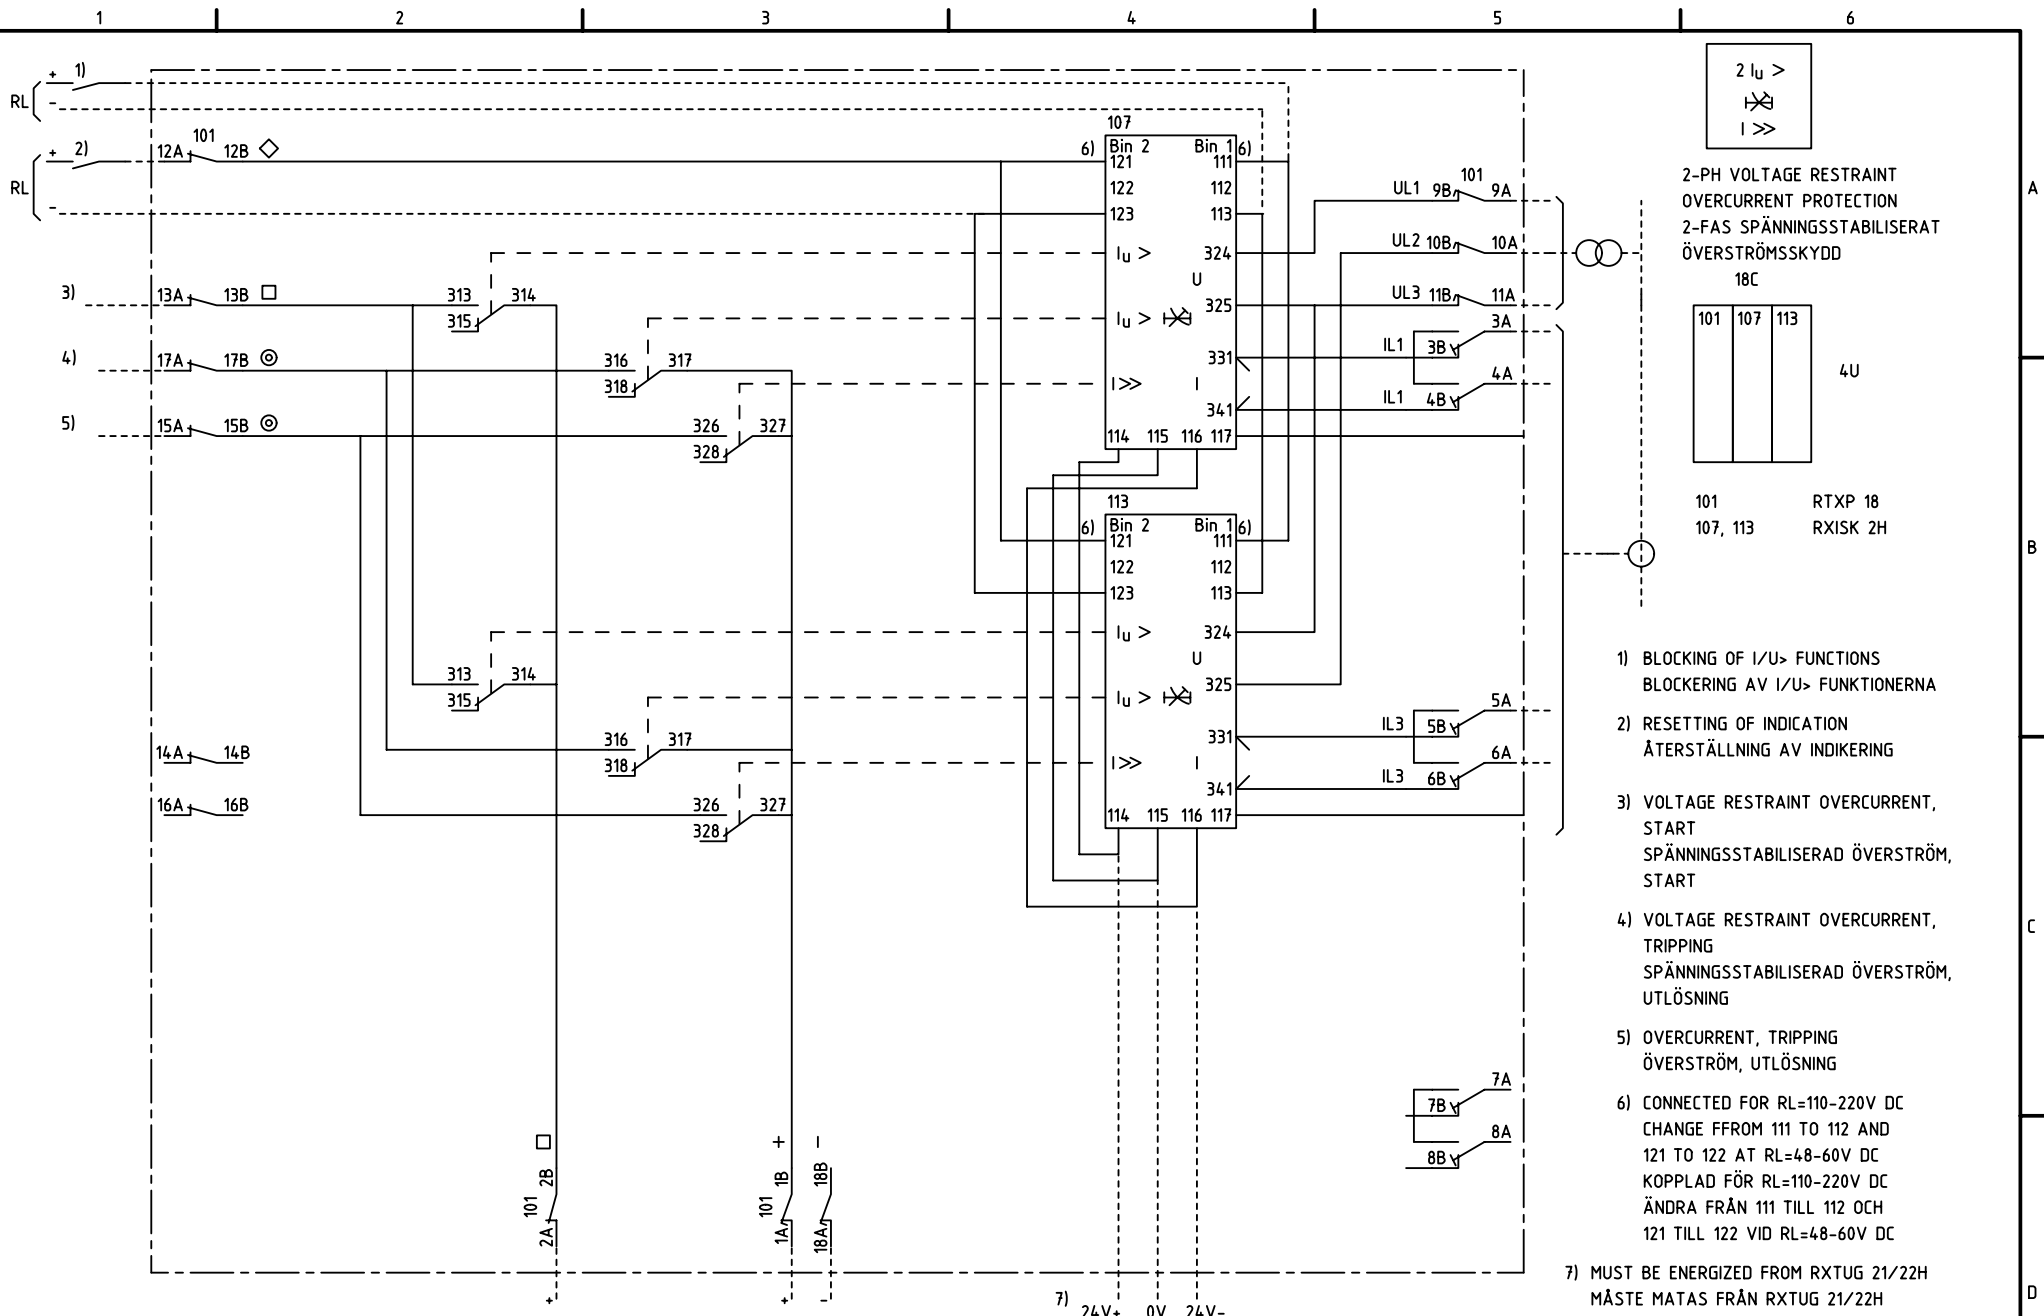 1 2 3 4 5 6
+ 1)
RL
-
+ 2) 12A 101 12B
RL
-
3) 13A 13B 313 314
315
4) 17A 17B 316 317
318
5) 15A 15B 326 327
328
107
6) Bin 2 Bin 1 6)
121 111
122 112
123 113
Iu > 324
U
Iu > 325
331
I>> I
341
114 115 116 117
UL1 9B 101 9A
UL2 10B 10A
UL3 11B 11A
3A
IL1 3B
4A
IL1 4B
113
6) Bin 2 Bin 1 6)
121 111
122 112
123 113
Iu > 324
U
Iu > 325
331
I>> I
341
114 115 116 117
313 314
315
316 317
318
326 327
328
14A 14B
16A 16B
5A
IL3 5B
6A
IL3 6B
7A
7B
8A
8B
+ -
2B 1B 18B
101 101
2A 1A 18A
+ + -
7) 24V+ 0V 24V-
2 Iu >
I >>
2-PH VOLTAGE RESTRAINT
OVERCURRENT PROTECTION
2-FAS SPÄNNINGSSTABILISERAT
ÖVERSTRÖMSSKYDD
18C
101 107 113
4U
101 RTXP 18
107, 113 RXISK 2H
1) BLOCKING OF I/U> FUNCTIONS
BLOCKERING AV I/U> FUNKTIONERNA
2) RESETTING OF INDICATION
ÅTERSTÄLLNING AV INDIKERING
3) VOLTAGE RESTRAINT OVERCURRENT,
START
SPÄNNINGSSTABILISERAD ÖVERSTRÖM,
START
4) VOLTAGE RESTRAINT OVERCURRENT,
TRIPPING
SPÄNNINGSSTABILISERAD ÖVERSTRÖM,
UTLÖSNING
5) OVERCURRENT, TRIPPING
ÖVERSTRÖM, UTLÖSNING
6) CONNECTED FOR RL=110-220V DC
CHANGE FFROM 111 TO 112 AND
121 TO 122 AT RL=48-60V DC
KOPPLAD FÖR RL=110-220V DC
ÄNDRA FRÅN 111 TILL 112 OCH
121 TILL 122 VID RL=48-60V DC
7) MUST BE ENERGIZED FROM RXTUG 21/22H
MÅSTE MATAS FRÅN RXTUG 21/22H
A
B
C
D